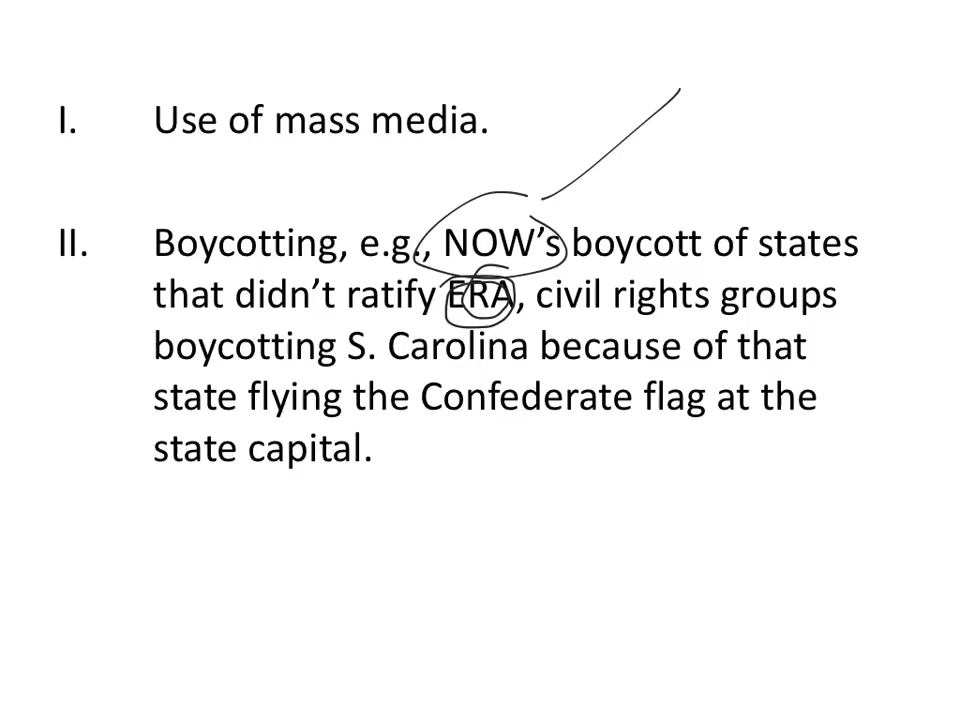 I. Use of mass media.
II. Boycotting, e.g., NOW’s boycott of states
that didn’t ratify ERA, civil rights groups
boycotting S. Carolina because of that
state flying the Confederate flag at the
state capital.